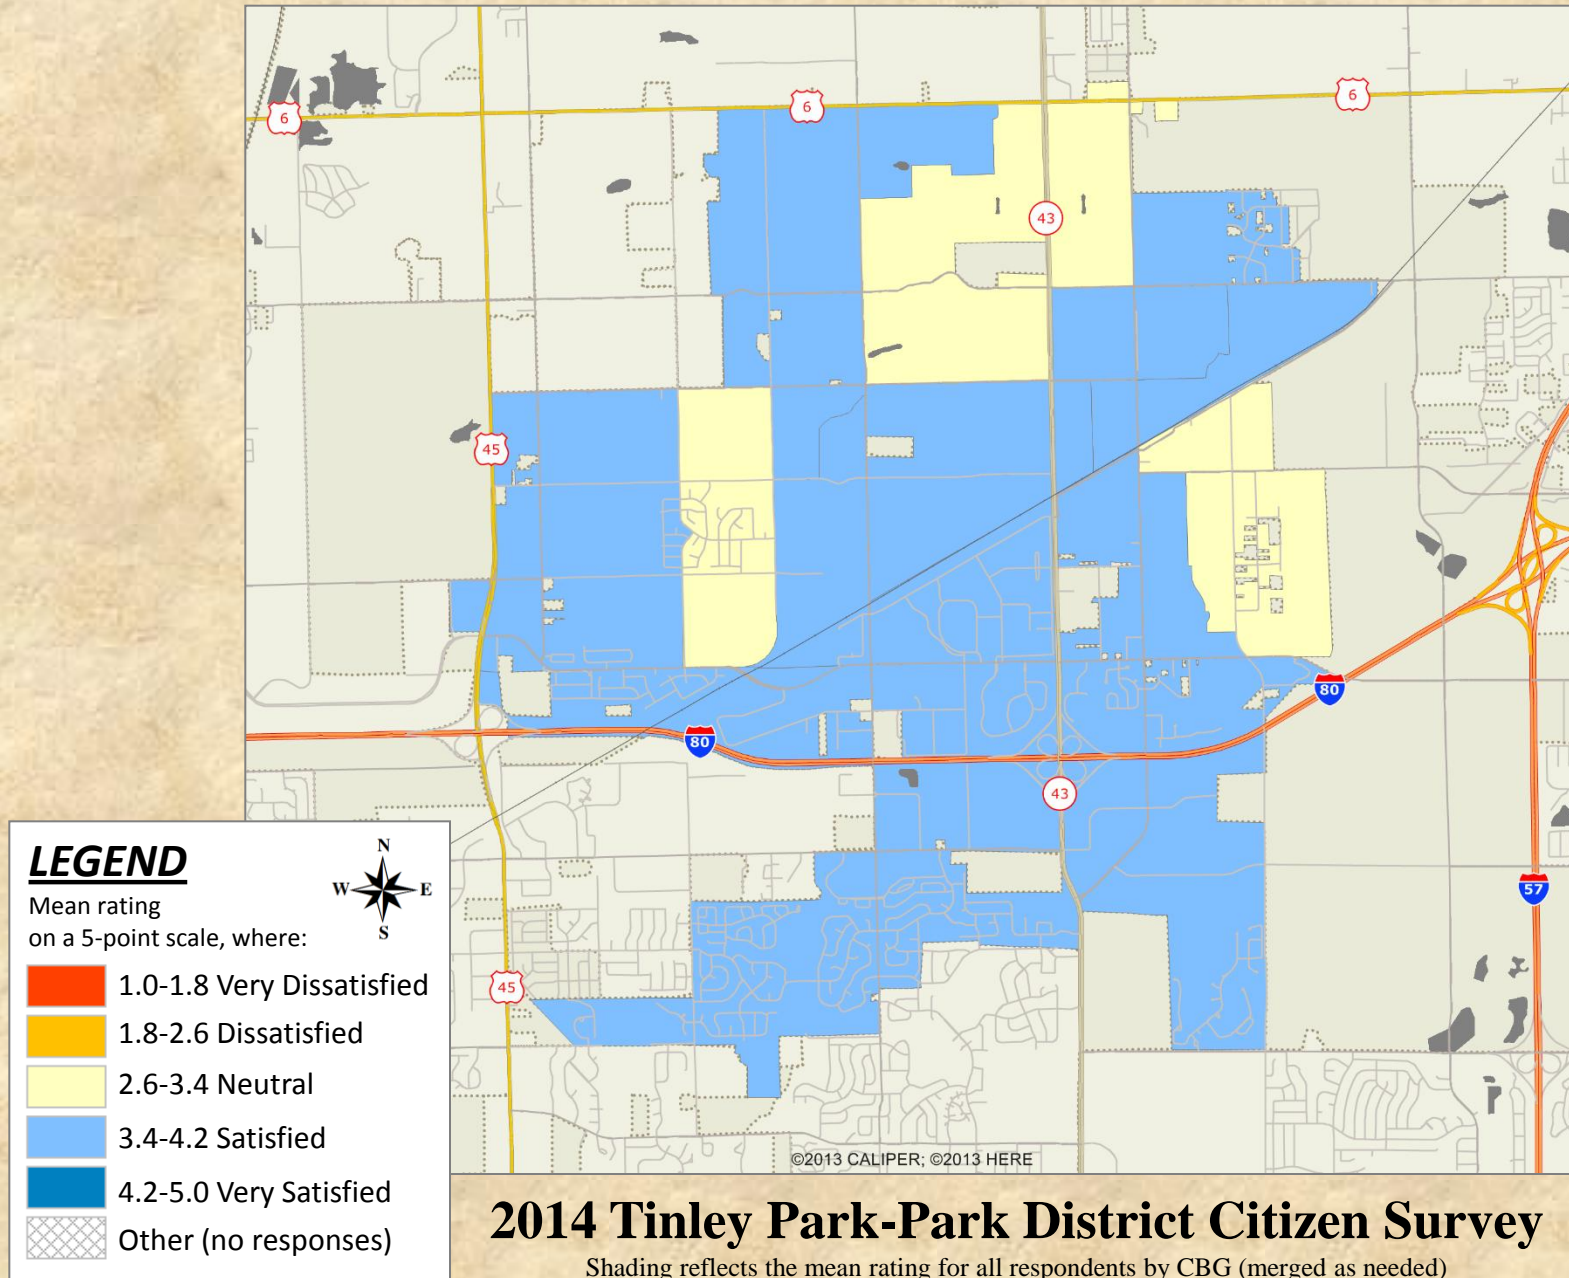 6
6
6
43
45
80
80
43
57
45
©2013 CALIPER; ©2013 HERE
LEGEND
N
W E
S
Mean rating
on a 5-point scale, where:
1.0-1.8 Very Dissatisfied
1.8-2.6 Dissatisfied
2.6-3.4 Neutral
3.4-4.2 Satisfied
4.2-5.0 Very Satisfied
Other (no responses)
2014 Tinley Park-Park District Citizen Survey
Shading reflects the mean rating for all respondents by CBG (merged as needed)